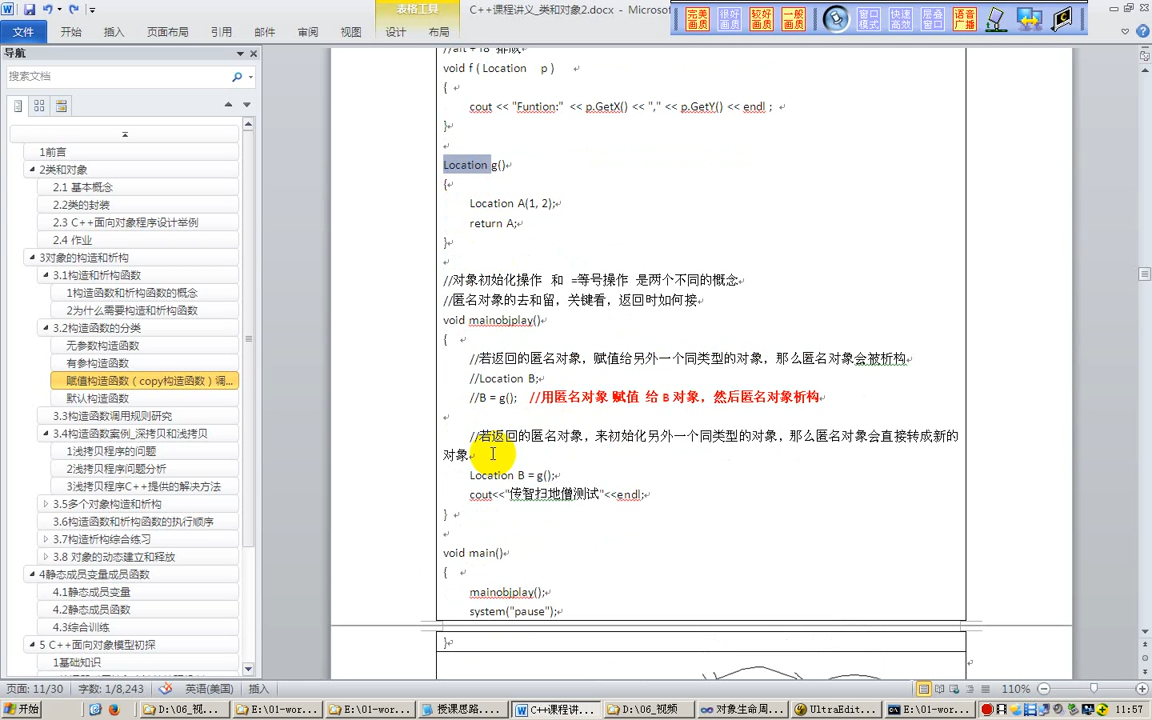 表格工具
C++课程讲义_类和对象2.docx - Microsof
完美画质
很好画质
较好画质
一般画质
窗口模式
快速高效
层叠窗口
语音广播
文件
开始
插入
页面布局
引用
邮件
审阅
视图
设计
布局
导航
搜索文档
1前言
2类和对象
2.1 基本概念
2.2类的封装
2.3 C++面向对象程序设计举例
2.4 作业
3对象的构造和析构
3.1构造和析构函数
1构造函数和析构函数的概念
2为什么需要构造和析构函数
3.2构造函数的分类
无参数构造函数
有参构造函数
赋值构造函数（copy构造函数）调...
默认构造函数
3.3构造函数调用规则研究
3.4构造函数案例_深拷贝和浅拷贝
1浅拷贝程序的问题
2浅拷贝程序问题分析
3浅拷贝程序C++提供的解决方法
3.5多个对象构造和析构
3.6构造函数和析构函数的执行顺序
3.7构造析构综合练习
3.8 对象的动态建立和释放
4静态成员变量成员函数
4.1静态成员变量
4.2静态成员函数
4.3综合训练
5 C++面向对象模型初探
1基础知识
//alt + f8 排版
void f ( Location p )
{
cout << "Funtion:" << p.GetX() << "," << p.GetY() << endl ;
}
Location g()
{
Location A(1, 2);
return A;
}
//对象初始化操作 和 =等号操作 是两个不同的概念
//匿名对象的去和留，关键看，返回时如何接
void mainobjplay()
{
//若返回的匿名对象，赋值给另外一个同类型的对象，那么匿名对象会被析构
//Location B;
//B = g(); //用匿名对象 赋值 给 B 对象，然后匿名对象析构
//若返回的匿名对象，来初始化另外一个同类型的对象，那么匿名对象会直接转成新的
对象
Location B = g();
cout<<"传智扫地僧测试"<<endl;
}
void main()
{
mainobjplay();
system("pause");
}
页面: 11/30
字数: 1/8,243
英语(美国)
插入
110%
开始
D:\06_视...
E:\01-wor...
E:\01-wor...
授课思路...
C++课程讲...
D:\06_视频
对象生命周...
UltraEdit...
E:\01-wor...
11:57